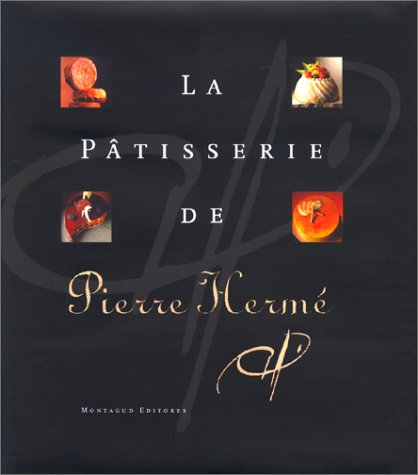 LA
PÂTISSERIE
DE
Pierre Hermé
MONTAGUD EDITORES